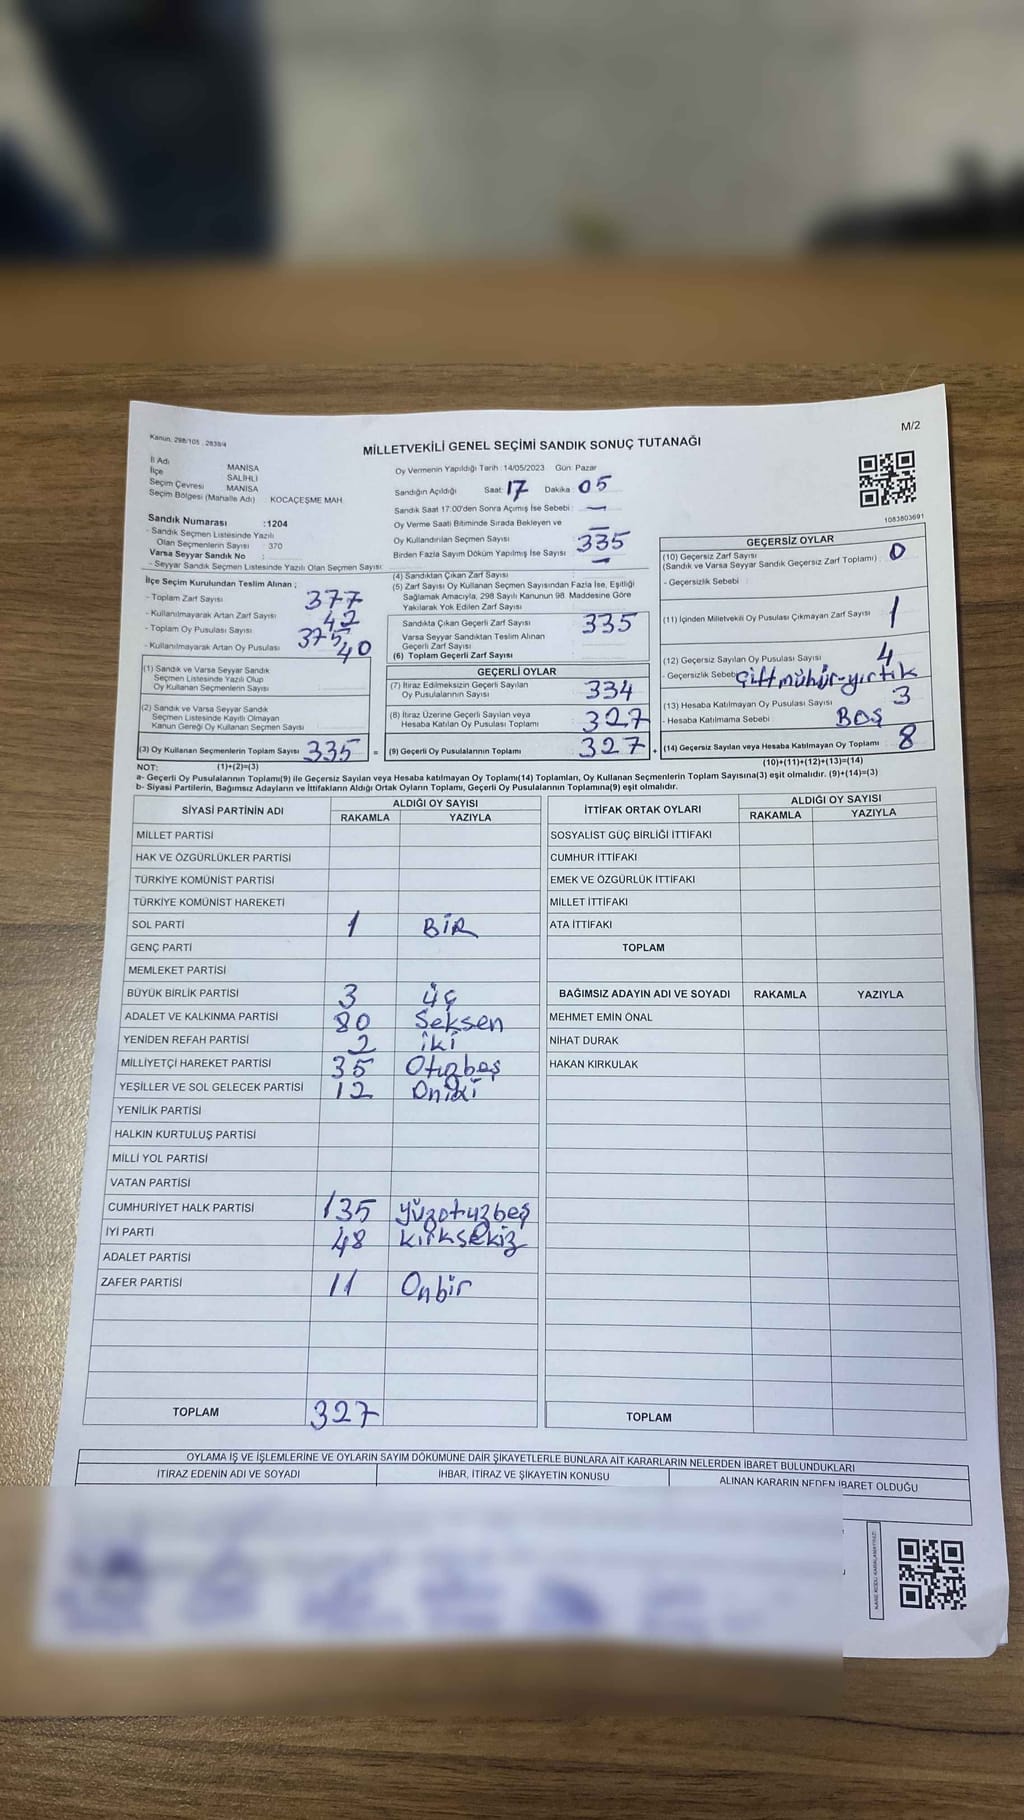 Kanun, 298/105 , 2839/4
M/2
MİLLETVEKİLİ GENEL SEÇİMİ SANDIK SONUÇ TUTANAĞI
İl Adı MANİSA
İlçe SALİHLİ
Seçim Çevresi MANİSA
Seçim Bölgesi (Mahalle Adı) KOCAÇEŞME MAH.
Sandık Numarası :1204
- Sandık Seçmen Listesinde Yazılı
Olan Seçmenlerin Sayısı 370
Varsa Seyyar Sandık No :
- Seyyar Sandık Seçmen Listesinde Yazılı Olan Seçmen Sayısı:
Oy Vermenin Yapıldığı Tarih :14/05/2023 Gün: Pazar
Sandığın Açıldığı Saat: 17 Dakika: 05
Sandık Saat 17:00'den Sonra Açımış İse Sebebi : —
Oy Verme Saati Bitiminde Sırada Bekleyen ve —
Oy Kullandırılan Seçmen Sayısı 335
Birden Fazla Sayım Döküm Yapılmış İse Sayısı —
1083803691
İlçe Seçim Kurulundan Teslim Alınan ;
- Toplam Zarf Sayısı 377
- Kullanılmayarak Artan Zarf Sayısı 42
- Toplam Oy Pusulası Sayısı 375
- Kullanılmayarak Artan Oy Pusulası 40
(1) Sandık ve Varsa Seyyar Sandık
Seçmen Listesinde Yazılı Olup
Oy Kullanan Seçmenlerin Sayısı
(2) Sandık ve Varsa Seyyar Sandık
Seçmen Listesinde Kayıtlı Olmayan
Kanun Gereği Oy Kullanan Seçmen Sayısı
(3) Oy Kullanan Seçmenlerin Toplam Sayısı 335 =
(4) Sandıktan Çıkan Zarf Sayısı
(5) Zarf Sayısı Oy Kullanan Seçmen Sayısından Fazla İse, Eşitliği
Sağlamak Amacıyla, 298 Sayılı Kanunun 98. Maddesine Göre
Yakılarak Yok Edilen Zarf Sayısı
Sandıkta Çıkan Geçerli Zarf Sayısı 335
Varsa Seyyar Sandıktan Teslim Alınan
Geçerli Zarf Sayısı
(6) Toplam Geçerli Zarf Sayısı
GEÇERLİ OYLAR
(7) İtiraz Edilmeksizin Geçerli Sayılan
Oy Pusulalarının Sayısı 334
(8) İtiraz Üzerine Geçerli Sayılan veya
Hesaba Katılan Oy Pusulası Toplamı 327
(9) Geçerli Oy Pusulalarının Toplamı 327
GEÇERSİZ OYLAR
(10) Geçersiz Zarf Sayısı
(Sandık ve Varsa Seyyar Sandık Geçersiz Zarf Toplamı) 0
- Geçersizlik Sebebi :
(11) İçinden Milletvekili Oy Pusulası Çıkmayan Zarf Sayısı 1
(12) Geçersiz Sayılan Oy Pusulası Sayısı 4
- Geçersizlik Sebebi Çift mühür-yırtık
(13) Hesaba Katılmayan Oy Pusulası Sayısı 3
- Hesaba Katılmama Sebebi BOŞ
(14) Geçersiz Sayılan veya Hesaba Katılmayan Oy Toplamı 8
NOT: (1)+(2)=(3)
(10)+(11)+(12)+(13)=(14)
a- Geçerli Oy Pusulalarının Toplamı(9) ile Geçersiz Sayılan veya Hesaba katılmayan Oy Toplamı(14) Toplamları, Oy Kullanan Seçmenlerin Toplam Sayısına(3) eşit olmalıdır. (9)+(14)=(3)
b- Siyasi Partilerin, Bağımsız Adayların ve İttifakların Aldığı Ortak Oyların Toplamı, Geçerli Oy Pusulalarının Toplamına(9) eşit olmalıdır.
SİYASİ PARTİNİN ADI ALDIĞI OY SAYISI
RAKAMLA YAZIYLA
MİLLET PARTİSİ
HAK VE ÖZGÜRLÜKLER PARTİSİ
TÜRKİYE KOMÜNİST PARTİSİ
TÜRKİYE KOMÜNİST HAREKETİ
SOL PARTİ 1 BİR
GENÇ PARTİ
MEMLEKET PARTİSİ
BÜYÜK BİRLİK PARTİSİ 3 üç
ADALET VE KALKINMA PARTİSİ 80 Seksen
YENİDEN REFAH PARTİSİ 2 iki
MİLLİYETÇİ HAREKET PARTİSİ 35 Otuzbeş
YEŞİLLER VE SOL GELECEK PARTİSİ 12 Oniki
YENİLİK PARTİSİ
HALKIN KURTULUŞ PARTİSİ
MİLLİ YOL PARTİSİ
VATAN PARTİSİ
CUMHURİYET HALK PARTİSİ 135 Yüzotuzbeş
İYİ PARTİ 48 Kırksekiz
ADALET PARTİSİ
ZAFER PARTİSİ 11 Onbir
TOPLAM 327
İTTİFAK ORTAK OYLARI ALDIĞI OY SAYISI
RAKAMLA YAZIYLA
SOSYALİST GÜÇ BİRLİĞİ İTTİFAKI
CUMHUR İTTİFAKI
EMEK VE ÖZGÜRLÜK İTTİFAKI
MİLLET İTTİFAKI
ATA İTTİFAKI
TOPLAM
BAĞIMSIZ ADAYIN ADI VE SOYADI RAKAMLA YAZIYLA
MEHMET EMİN ÖNAL
NİHAT DURAK
HAKAN KIRKULAK
TOPLAM
OYLAMA İŞ VE İŞLEMLERİNE VE OYLARIN SAYIM DÖKÜMÜNE DAİR ŞİKAYETLERLE BUNLARA AİT KARARLARIN NELERDEN İBARET BULUNDUKLARI
İTİRAZ EDENİN ADI VE SOYADI İHBAR, İTİRAZ VE ŞİKAYETİN KONUSU ALINAN KARARIN NEDEN İBARET OLDUĞU